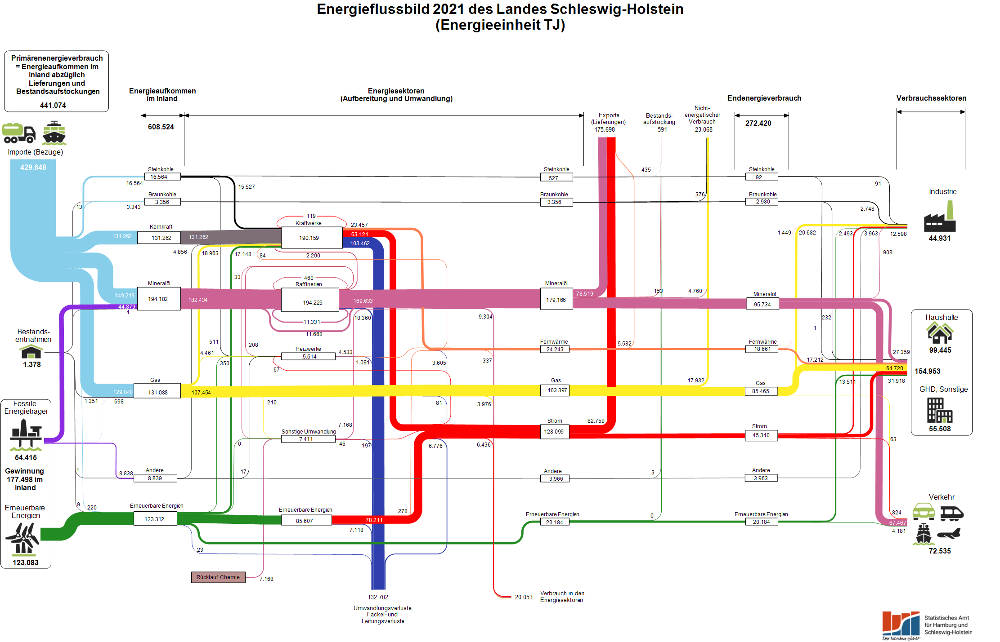 Energieflussbild 2021 des Landes Schleswig-Holstein
(Energieeinheit TJ)
Primärenenergieverbrauch
= Energieaufkommen im
Inland abzüglich
Lieferungen und
Bestandsaufstockungen
441.074
Energieaufkommen
im Inland
608.524
Energiesektoren
(Aufbereitung und Umwandlung)
Exporte
(Lieferungen)
175.698
Bestands-
aufstockung
591
Nicht-
energetischer
Verbrauch
23.068
Endenergieverbrauch
272.420
Verbrauchssektoren
Importe (Bezüge)
429.648
Bestands-
entnahmen
1.378
Fossile
Energieträger
54.415
Gewinnung
177.498 im
Inland
Erneuerbare
Energien
123.083
16.564
13
3.343
131.262
149.219
44.879
4
129.040
1.351
698
8.838
1
9
220
Steinkohle
16.564
Braunkohle
3.356
Kernkraft
131.262
Mineralöl
194.102
Gas
131.088
Andere
8.839
Erneuerbare Energien
123.312
15.527
131.262
4.856
18.963
17.148
84
33
182.434
511
4.461
350
208
107.454
210
0
17
23
Rücklauf Chemie
7.168
119
Kraftwerke
190.159
2.200
460
Raffinerien
194.225
11.331
11.668
Heizwerke
5.614
67
Sonstige Umwandlung
7.411
Erneuerbare Energien
85.607
23.457
63.121
103.462
169.633
10.360
4.533
1.081
7.168
46
197
278
78.211
7.118
3.605
81
6.776
9.304
337
3.976
6.436
132.702
Umwandlungsverluste,
Fackel- und
Leitungsverluste
20.053
Verbrauch in den
Energiesektoren
Steinkohle
527
Braunkohle
3.356
Mineralöl
179.166
Fernwärme
24.243
Gas
103.397
Strom
128.099
Andere
3.966
Erneuerbare Energien
20.184
435
376
78.519
153
4.760
5.582
17.932
82.759
3
0
Steinkohle
92
Braunkohle
2.980
Mineralöl
95.734
Fernwärme
18.661
Gas
85.465
Strom
45.340
Andere
3.963
Erneuerbare Energien
20.184
91
2.748
1.449
20.682
2.493
3.963
12.598
908
232
1
27.359
17.212
64.720
13.511
31.918
63
824
67.467
4.181
Industrie
44.931
Haushalte
99.445
154.953
GHD, Sonstige
55.508
Verkehr
72.535
Statistisches Amt
für Hamburg und
Schleswig-Holstein
Der Norden zählt